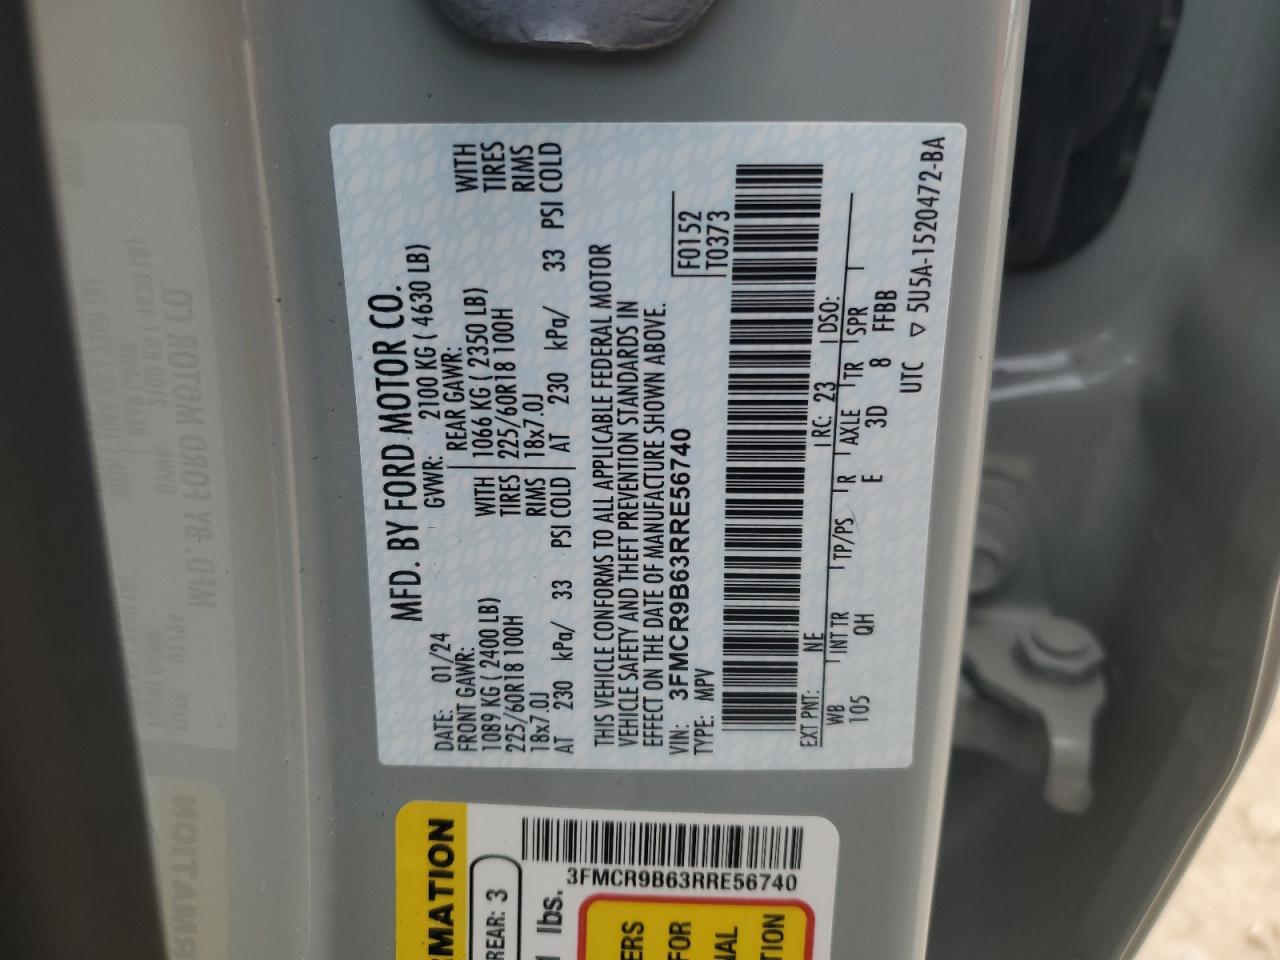 MFD. BY FORD MOTOR CO.
DATE: 01/24 GVWR: 2100 KG ( 4630 LB)
FRONT GAWR: REAR GAWR:
1089 KG ( 2400 LB) WITH 1066 KG ( 2350 LB) WITH
225/60R18 100H TIRES 225/60R18 100H TIRES
18x7.0J RIMS 18x7.0J RIMS
AT 230 kPa/ 33 PSI COLD AT 230 kPa/ 33 PSI COLD
THIS VEHICLE CONFORMS TO ALL APPLICABLE FEDERAL MOTOR
VEHICLE SAFETY AND THEFT PREVENTION STANDARDS IN
EFFECT ON THE DATE OF MANUFACTURE SHOWN ABOVE.
VIN: 3FMCR9B63RRE56740 F0152
TYPE: MPV T0373
EXT PNT: NE RC: 23 DSO:
WB INT TR TP/PS R AXLE TR SPR
105 QH E 3D 8 FFBB
UTC ▽ 5U5A-1520472-BA
RMATION
REAR: 3
lbs.
3FMCR9B63RRE56740
ERS
FOR
NAL
TION